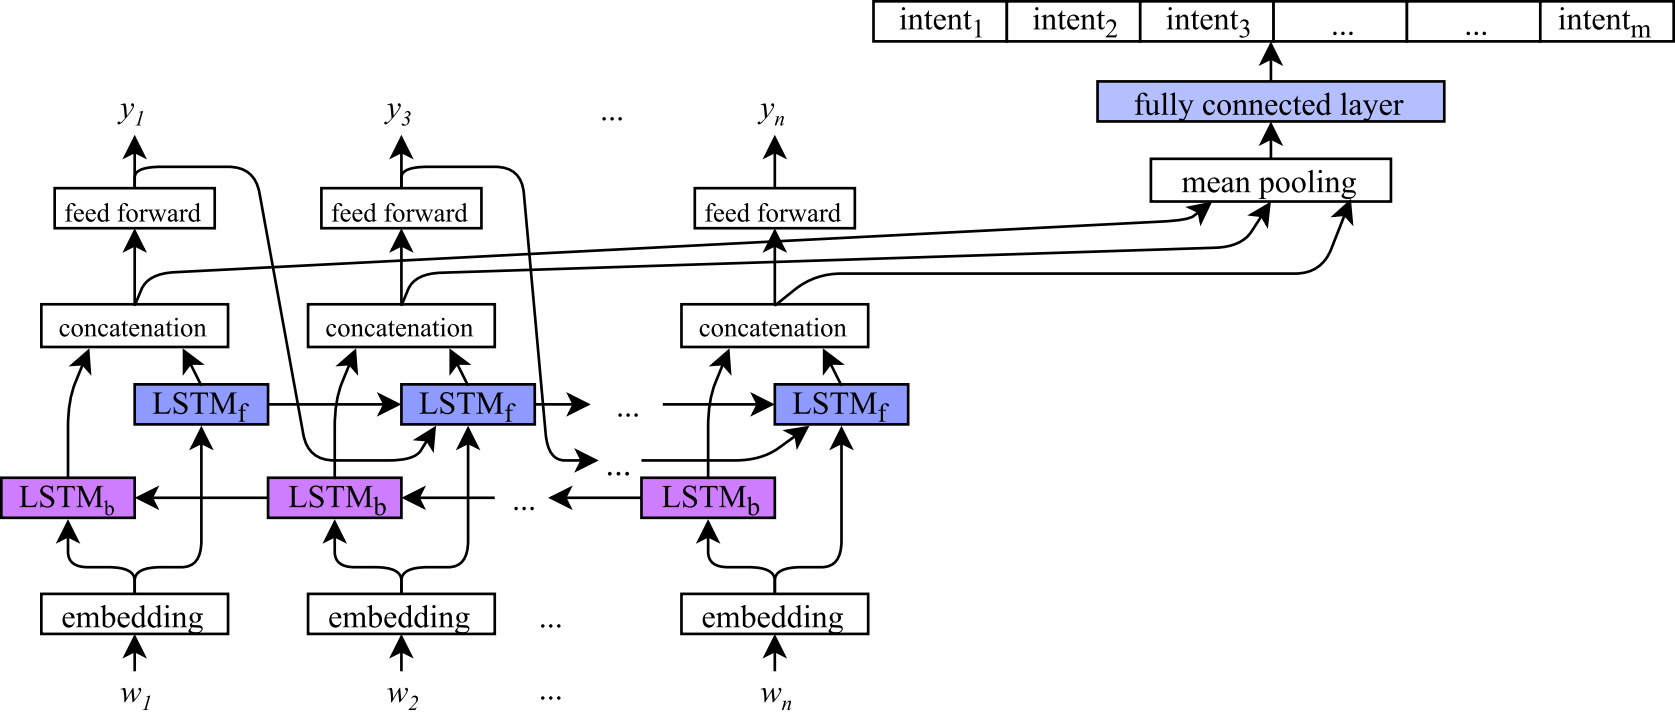 intent1 intent2 intent3 ... ... intentm
fully connected layer
y1 y3 ... yn
mean pooling
feed forward feed forward feed forward
concatenation concatenation concatenation
LSTMf LSTMf ... LSTMf
...
LSTMb LSTMb ... LSTMb
embedding embedding ... embedding
w1 w2 ... wn